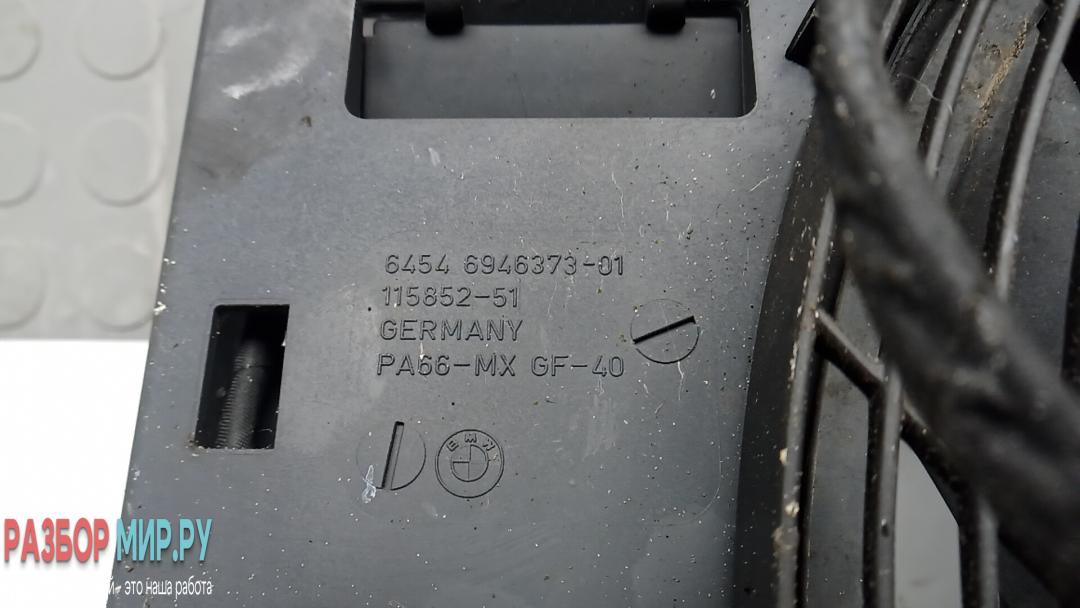 6454 6946373-01
115852-51
GERMANY
PA66-MX GF-40
BMW
РАЗБОР МИР.РУ
й - это наша работа